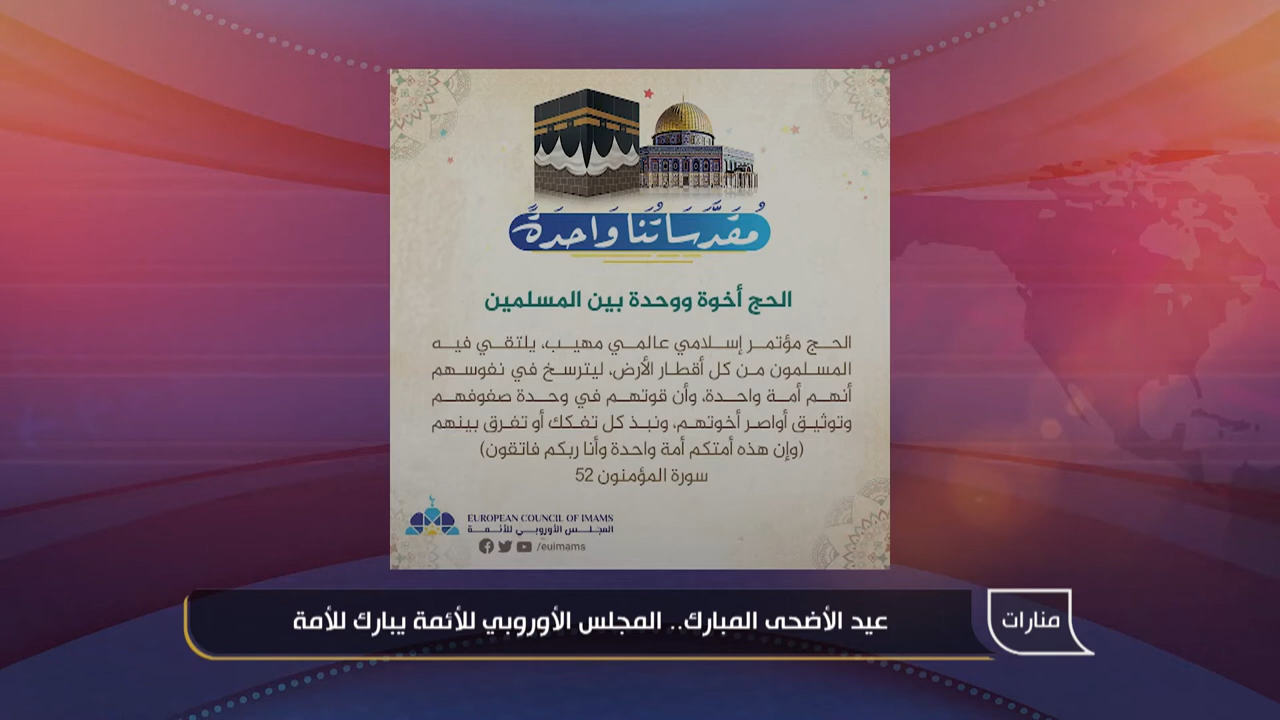 مُقَدَّسَاتُنَا وَاحِدَةٌ
الحج أخوة ووحدة بين المسلمين
الحج مؤتمر إسلامي عالمي مهيب، يلتقي فيه
المسلمون من كل أقطار الأرض، ليترسخ في نفوسهم
أنهم أمة واحدة، وأن قوتهم في وحدة صفوفهم
وتوثيق أواصر أخوتهم، ونبذ كل تفكك أو تفرق بينهم
(وإن هذه أمتكم أمة واحدة وأنا ربكم فاتقون)
سورة المؤمنون 52
EUROPEAN COUNCIL OF IMAMS
المجلس الأوروبي للأئمة
/euimams
منارات
عيد الأضحى المبارك.. المجلس الأوروبي للأئمة يبارك للأمة